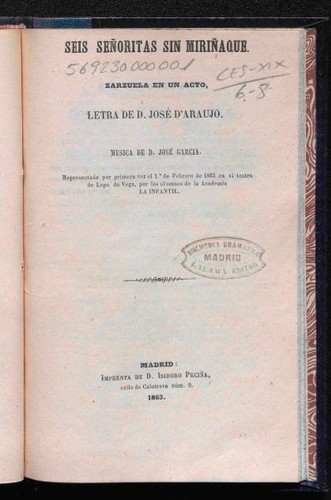 SEIS SEÑORITAS SIN MIRIÑAQUE.
569230000001
CES-XIX
6-8
ZARZUELA EN UN ACTO,
LETRA DE D. JOSÉ D'ARAUJO.
MUSICA DE D. JOSÉ GARCIA.
Representada por primera vez el 1.º de Febrero de 1863 en el teatro
de Lope de Vega, por los alumnos de la Academia
LA INFANTIL.
BIBLIOTECA DRAMATICA
MADRID
LALAMA EDITOR
MADRID:
IMPRENTA DE D. ISIDORO PECIÑA,
calle de Calatrava núm. 9.
1863.